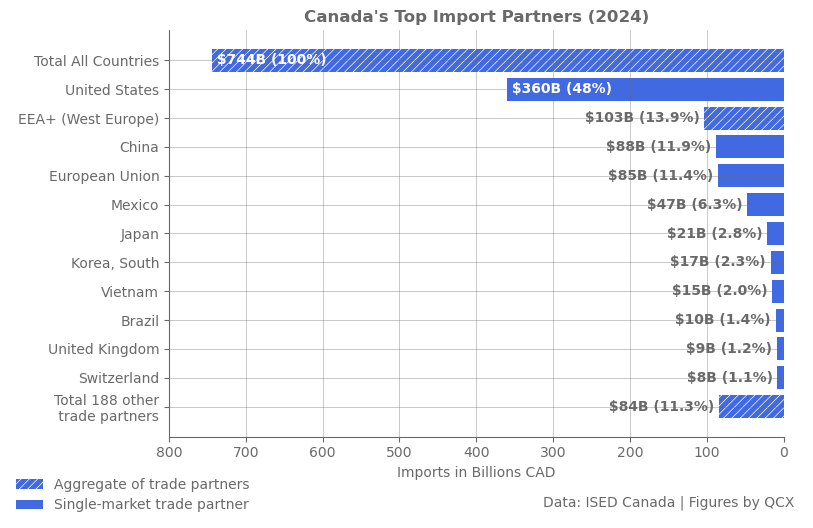 Canada's Top Import Partners (2024)
Total All Countries $744B (100%)
United States $360B (48%)
EEA+ (West Europe) $103B (13.9%)
China $88B (11.9%)
European Union $85B (11.4%)
Mexico $47B (6.3%)
Japan $21B (2.8%)
Korea, South $17B (2.3%)
Vietnam $15B (2.0%)
Brazil $10B (1.4%)
United Kingdom $9B (1.2%)
Switzerland $8B (1.1%)
Total 188 other
trade partners $84B (11.3%)
800 700 600 500 400 300 200 100 0
Imports in Billions CAD
Aggregate of trade partners
Single-market trade partner
Data: ISED Canada | Figures by QCX